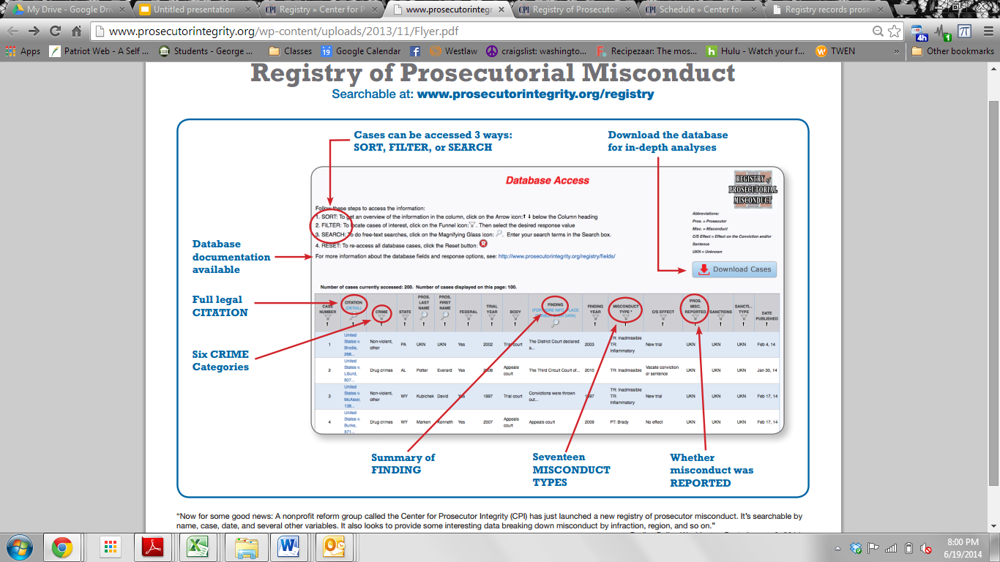 My Drive - Google Dri
Untitled presentation
Registry » Center for P
www.prosecutorintegr
Registry of Prosecutor
Schedule » Center for
Registry records prose
www.prosecutorintegrity.org/wp-content/uploads/2013/11/Flyer.pdf
4h
1
Apps
Patriot Web - A Self ...
Students - George ...
Classes
19
Google Calendar
Westlaw
craigslist: washingto...
Recipezaar: The mos...
Hulu - Watch your f...
TWEN
»
Other bookmarks
Registry of Prosecutorial Misconduct
Searchable at: www.prosecutorintegrity.org/registry
Cases can be accessed 3 ways:
SORT, FILTER, or SEARCH
Download the database
for in-depth analyses
Database Access
REGISTRY of
PROSECUTORIAL
MISCONDUCT
Follow these steps to access the information:
1. SORT: To get an overview of the information in the column, click on the Arrow icon: below the Column heading
2. FILTER: To locate cases of interest, click on the Funnel icon: . Then select the desired response value
3. SEARCH: To do free-text searches, click on the Magnifying Glass icon: . Enter your search terms in the Search box.
4. RESET: To re-access all database cases, click the Reset button:
For more information about the database fields and response options, see: http://www.prosecutorintegrity.org/registry/fields/
Abbreviations:
Pros. = Prosecutor
Misc. = Misconduct
C/S Effect = Effect on the Conviction and/or
Sentence
UKN = Unknown
Download Cases
Database
documentation
available
Full legal
CITATION
Six CRIME
Categories
Number of cases currently accessed: 200. Number of cases displayed on this page: 100.
CASE NUMBER
CITATION (DETAIL)
CRIME
STATE
PROS. LAST NAME
PROS. FIRST NAME
FEDERAL
TRIAL YEAR
BODY
FINDING
FINDING YEAR
MISCONDUCT TYPE *
C/S EFFECT
PROS. MISC. REPORTED
SANCTIONS
SANCTI... TYPE
DATE PUBLISHED
1 United States v. Brodie, 268... Non-violent, other PA UKN UKN Yes 2002 Trial court The District Court declared a... 2003 TR: Inadmissible TR: Inflammatory New trial UKN UKN UKN Feb 4, 14
2 United States v. Liburd, 607... Drug crimes AL Potter Everard Yes 2008 Appeals court The Third Circuit Court of... 2010 TR: Inadmissible Vacate conviction or sentence UKN UKN UKN Jan 30, 14
3 United States v. McAleer, 138... Non-violent, other WY Kubichek David Yes 1997 Trial court Convictions were thrown out... 1997 TR: Inadmissible TR: Inflammatory New trial UKN UKN UKN Feb 17, 14
4 United States v. Burke, 571... Drug crimes WY Marken Kenneth Yes 2007 Appeals court Appeals court 2009 PT: Brady No effect UKN UKN UKN Feb 17, 14
Summary of
FINDING
Seventeen
MISCONDUCT
TYPES
Whether
misconduct was
REPORTED
"Now for some good news: A nonprofit reform group called the Center for Prosecutor Integrity (CPI) has just launched a new registry of prosecutor misconduct. It's searchable by
name, case, date, and several other variables. It also looks to provide some interesting data breaking down misconduct by infraction, region, and so on."
8:00 PM
6/19/2014